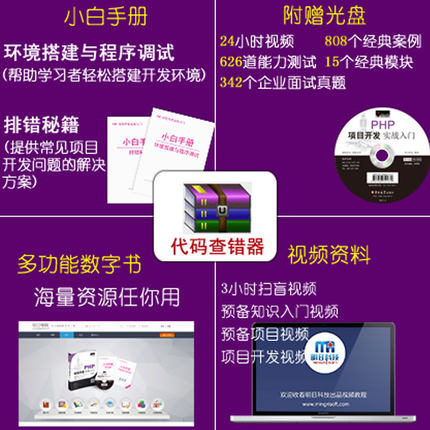 小白手册
环境搭建与程序调试
(帮助学习者轻松搭建开发环境)
排错秘籍
(提供常见项目
开发问题的解决
方案)
小白手册
小白手册
环境搭建与程序调试
附赠光盘
24小时视频 808个经典案例
626道能力测试 15个经典模块
342个企业面试真题
PHP
项目开发 实战入门
代码查错器
多功能数字书
海量资源任你用
PHP
视频资料
3小时扫盲视频
预备知识入门视频
预备项目视频
项目开发视频
明日科技
欢迎收看明日科技出品视频教程
www.mingrisoft.com